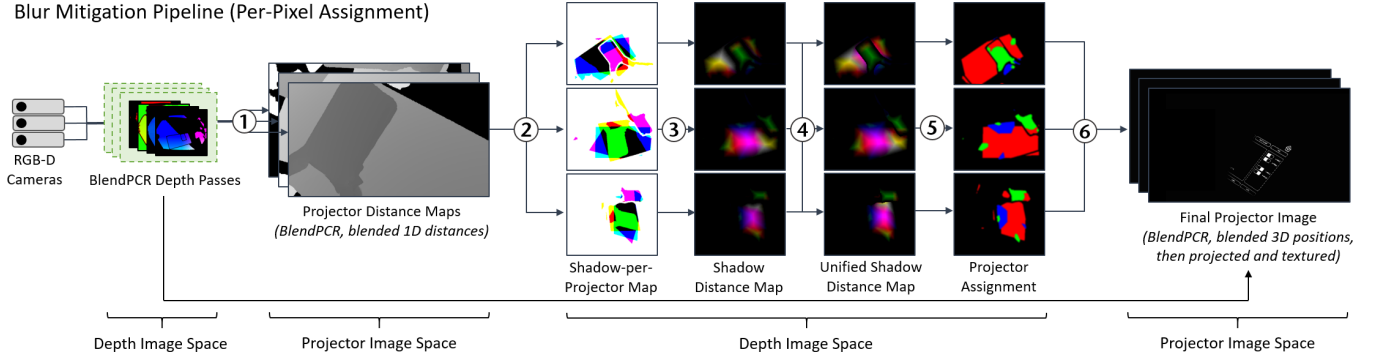 Blur Mitigation Pipeline (Per-Pixel Assignment)
RGB-D
Cameras
BlendPCR Depth Passes
1
Projector Distance Maps
(BlendPCR, blended 1D distances)
2
Shadow-per-
Projector Map
3
Shadow
Distance Map
4
Unified Shadow
Distance Map
5
Projector
Assignment
6
Final Projector Image
(BlendPCR, blended 3D positions,
then projected and textured)
Depth Image Space
Projector Image Space
Depth Image Space
Projector Image Space